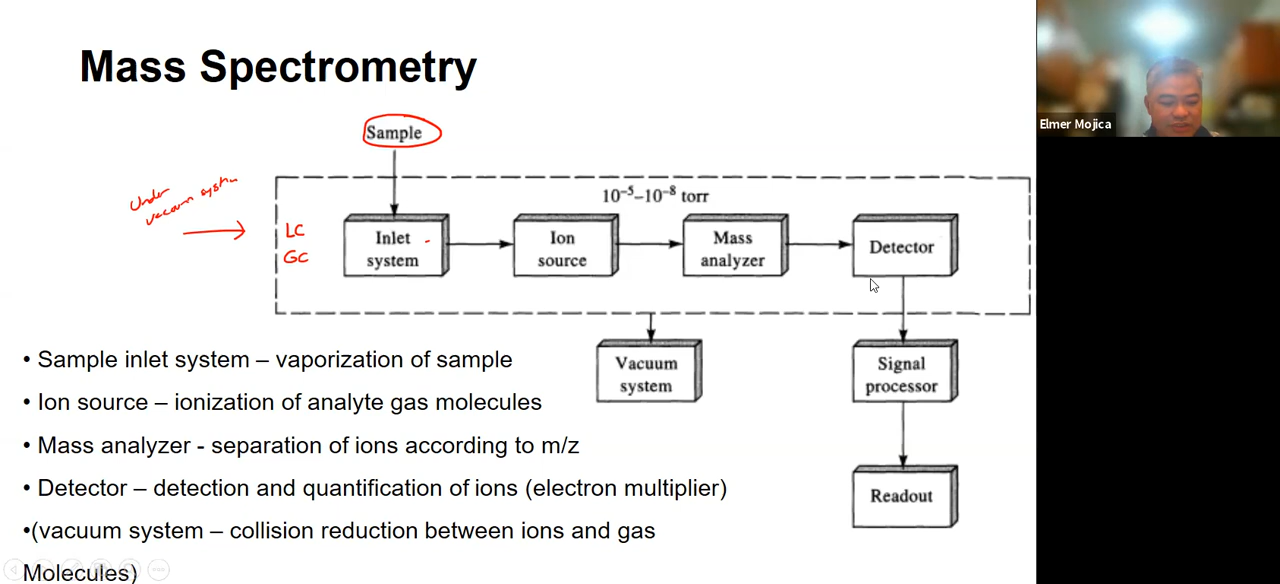 Mass Spectrometry
Elmer Mojica
Sample
Under
vacuum system
10⁻⁵–10⁻⁸ torr
LC
GC
Inlet
system
Ion
source
Mass
analyzer
Detector
Vacuum
system
Signal
processor
Readout
• Sample inlet system – vaporization of sample
• Ion source – ionization of analyte gas molecules
• Mass analyzer - separation of ions according to m/z
• Detector – detection and quantification of ions (electron multiplier)
•(vacuum system – collision reduction between ions and gas
Molecules)